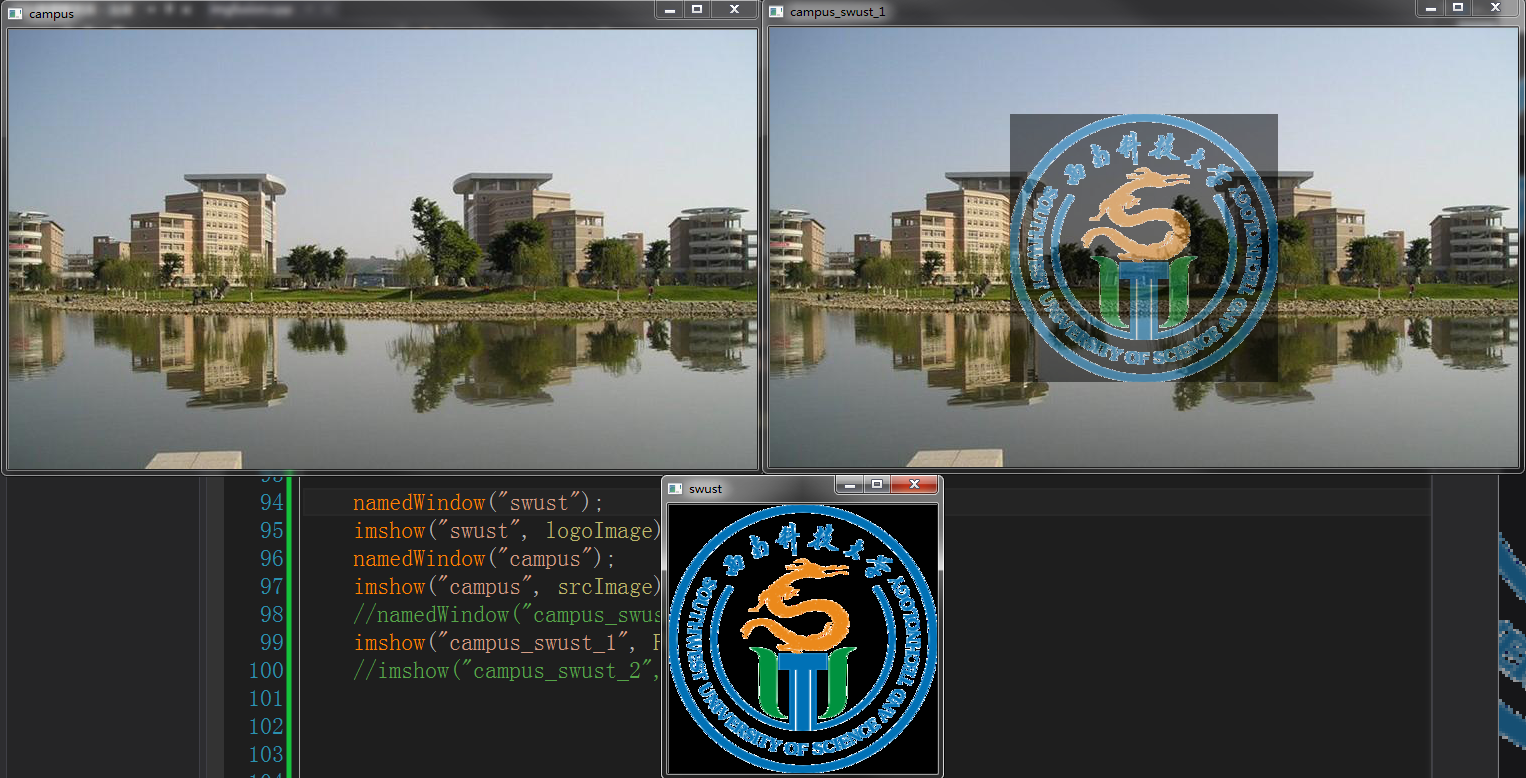 campus
campus_swust_1
西南科技大学
SOUTHWEST UNIVERSITY OF SCIENCE AND TECHNOLOGY
93
94 namedWindow("swust");
95 imshow("swust", logoImage)
96 namedWindow("campus");
97 imshow("campus", srcImage)
98 //namedWindow("campus_swus
99 imshow("campus_swust_1",
100 //imshow("campus_swust_2",
101
102
103
swust
西南科技大学
SOUTHWEST UNIVERSITY OF SCIENCE AND TECHNOLOGY